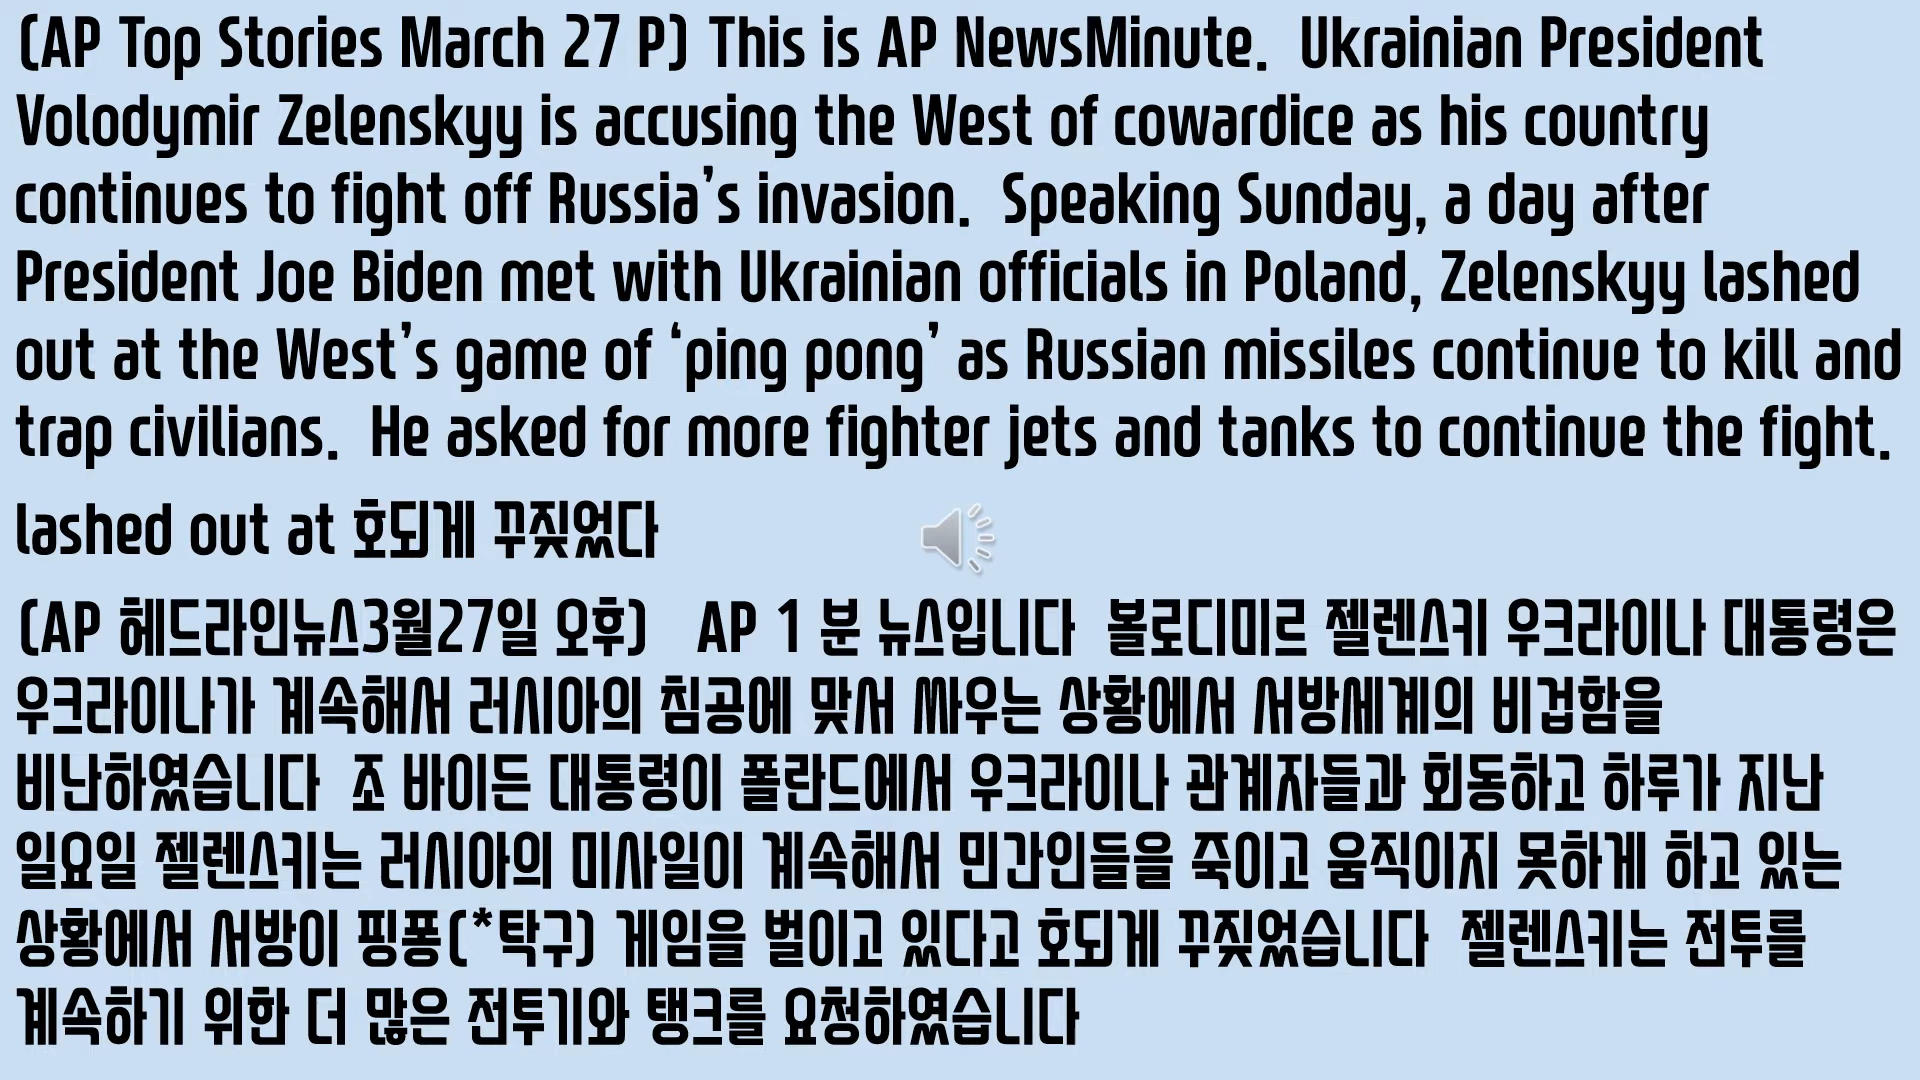 (AP Top Stories March 27 P) This is AP NewsMinute.  Ukrainian President
Volodymir Zelenskyy is accusing the West of cowardice as his country
continues to fight off Russia’s invasion.  Speaking Sunday, a day after
President Joe Biden met with Ukrainian officials in Poland, Zelenskyy lashed
out at the West’s game of ‘ping pong’ as Russian missiles continue to kill and
trap civilians.  He asked for more fighter jets and tanks to continue the fight.
lashed out at 호되게 꾸짖었다
(AP 헤드라인뉴스3월27일 오후)   AP 1 분 뉴스입니다  볼로디미르 젤렌스키 우크라이나 대통령은
우크라이나가 계속해서 러시아의 침공에 맞서 싸우는 상황에서 서방세계의 비겁함을
비난하였습니다  조 바이든 대통령이 폴란드에서 우크라이나 관계자들과 회동하고 하루가 지난
일요일 젤렌스키는 러시아의 미사일이 계속해서 민간인들을 죽이고 움직이지 못하게 하고 있는
상황에서 서방이 핑퐁(*탁구) 게임을 벌이고 있다고 호되게 꾸짖었습니다  젤렌스키는 전투를
계속하기 위한 더 많은 전투기와 탱크를 요청하였습니다